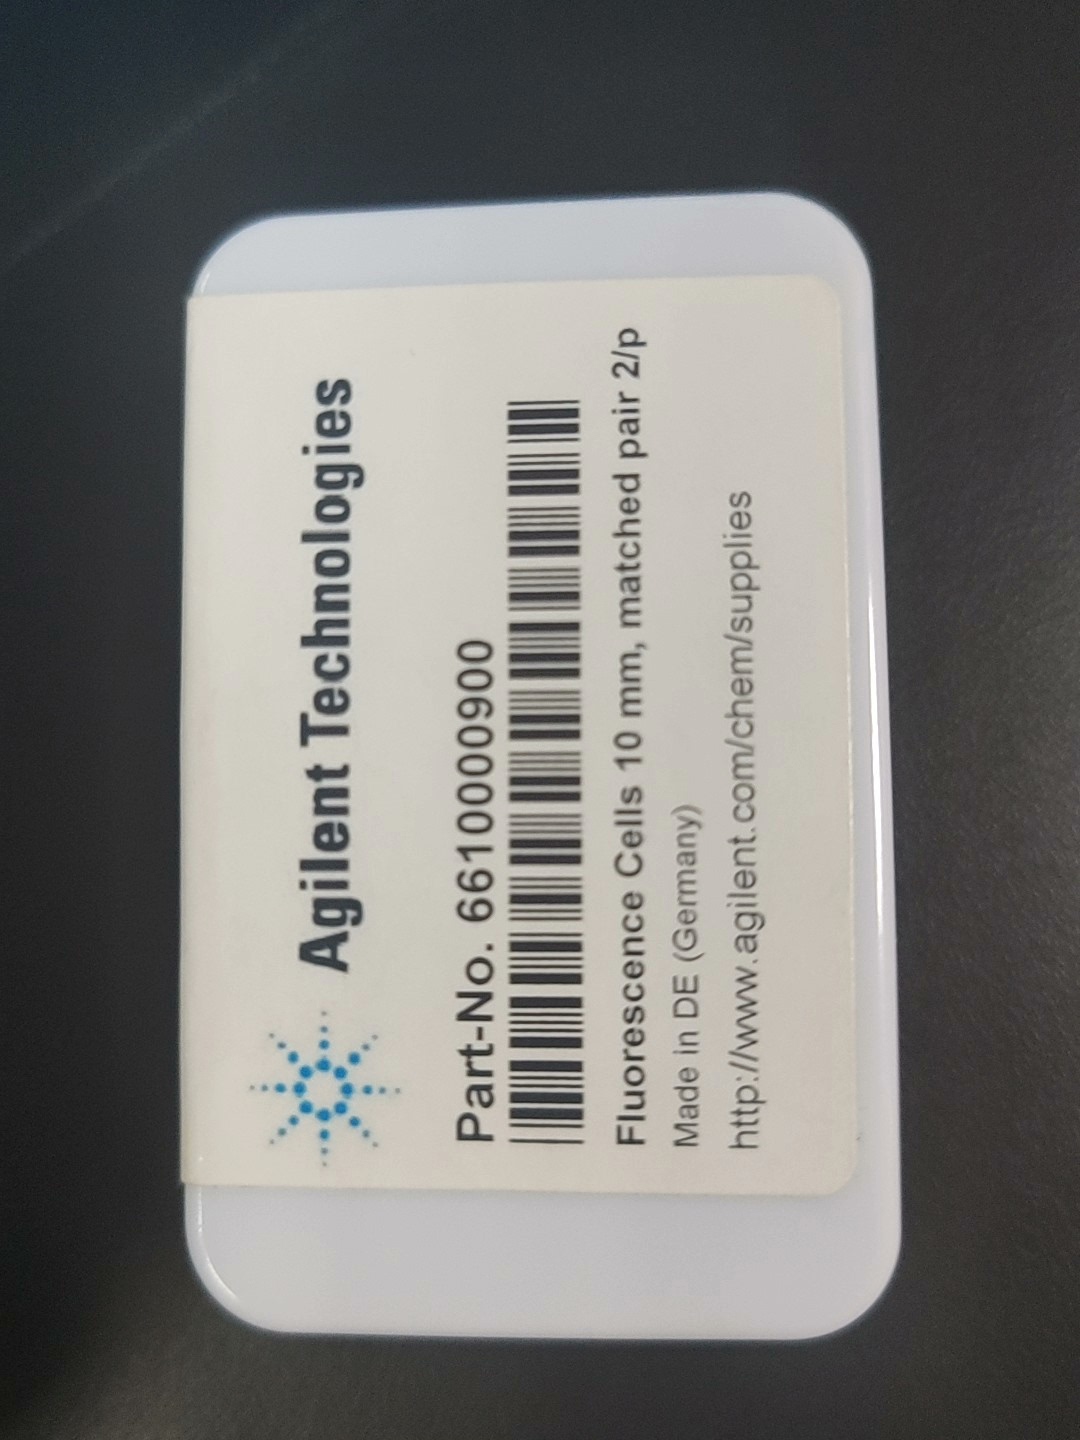 Agilent Technologies
Part-No. 6610000900
Fluorescence Cells 10 mm, matched pair 2/p
Made in DE (Germany)
http://www.agilent.com/chem/supplies